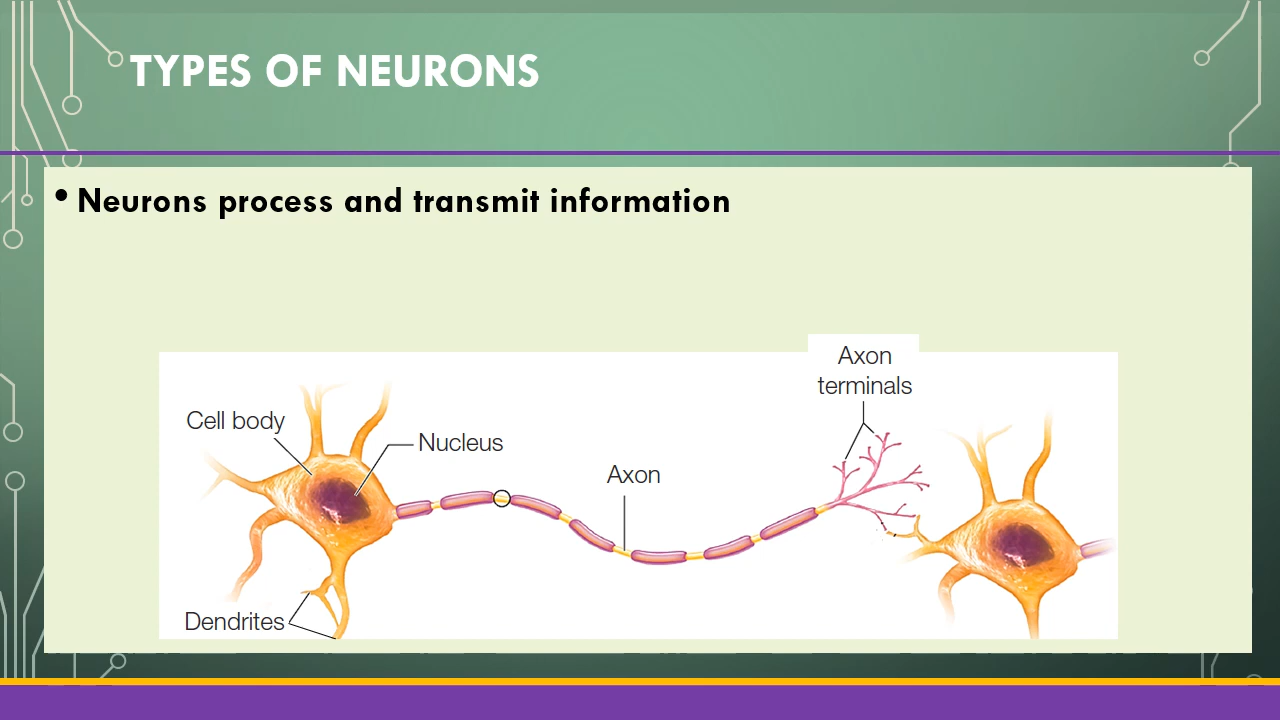 TYPES OF NEURONS
• Neurons process and transmit information
Axon
terminals
Cell body
Nucleus
Axon
Dendrites